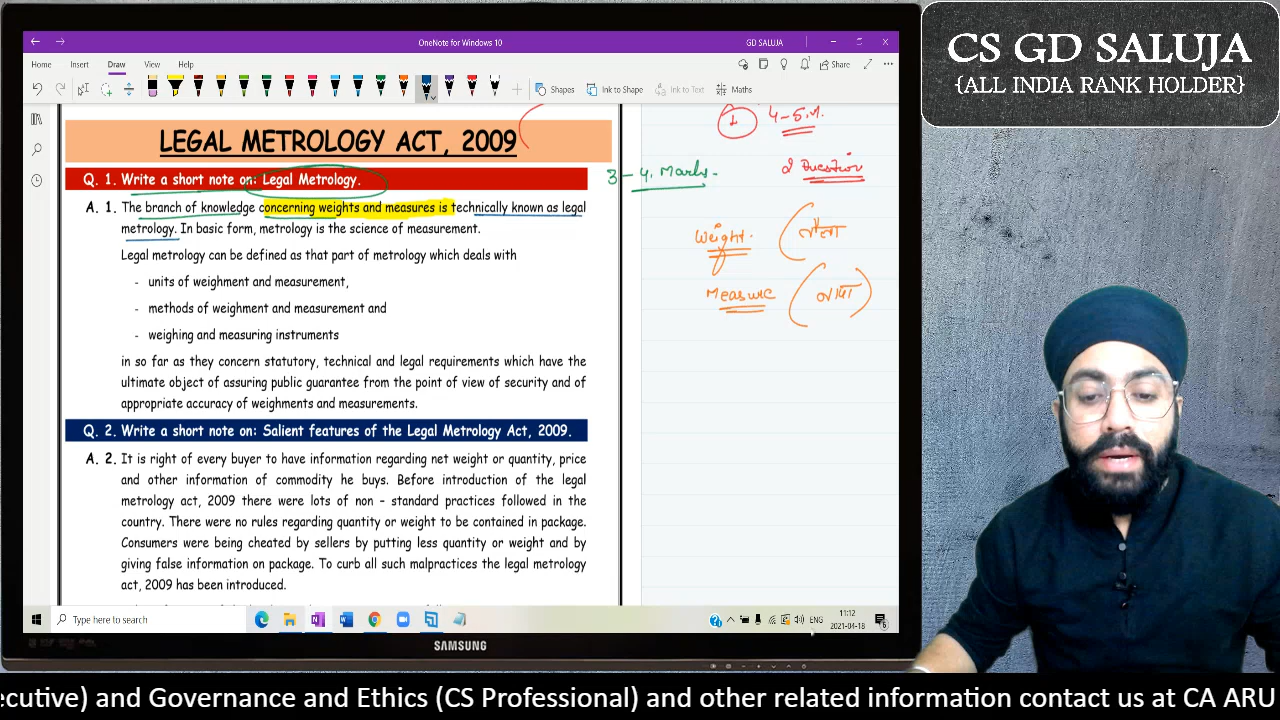 OneNote for Windows 10
GD SALUJA
Home Insert Draw View Help
Share
Shapes Ink to Shape Ink to Text Maths
LEGAL METROLOGY ACT, 2009
Q. 1. Write a short note on: Legal Metrology.
A. 1. The branch of knowledge concerning weights and measures is technically known as legal
metrology. In basic form, metrology is the science of measurement.
Legal metrology can be defined as that part of metrology which deals with
- units of weighment and measurement,
- methods of weighment and measurement and
- weighing and measuring instruments
in so far as they concern statutory, technical and legal requirements which have the
ultimate object of assuring public guarantee from the point of view of security and of
appropriate accuracy of weighments and measurements.
Q. 2. Write a short note on: Salient features of the Legal Metrology Act, 2009.
A. 2. It is right of every buyer to have information regarding net weight or quantity, price
and other information of commodity he buys. Before introduction of the legal
metrology act, 2009 there were lots of non – standard practices followed in the
country. There were no rules regarding quantity or weight to be contained in package.
Consumers were being cheated by sellers by putting less quantity or weight and by
giving false information on package. To curb all such malpractices the legal metrology
act, 2009 has been introduced.
1 4-5.M.
3-4. Marks.
2 Question
Weight
Measure
Type here to search
ENG
11:12
2021-04-18
SAMSUNG
CS GD SALUJA
{ALL INDIA RANK HOLDER}
ecutive) and Governance and Ethics (CS Professional) and other related information contact us at CA ARU